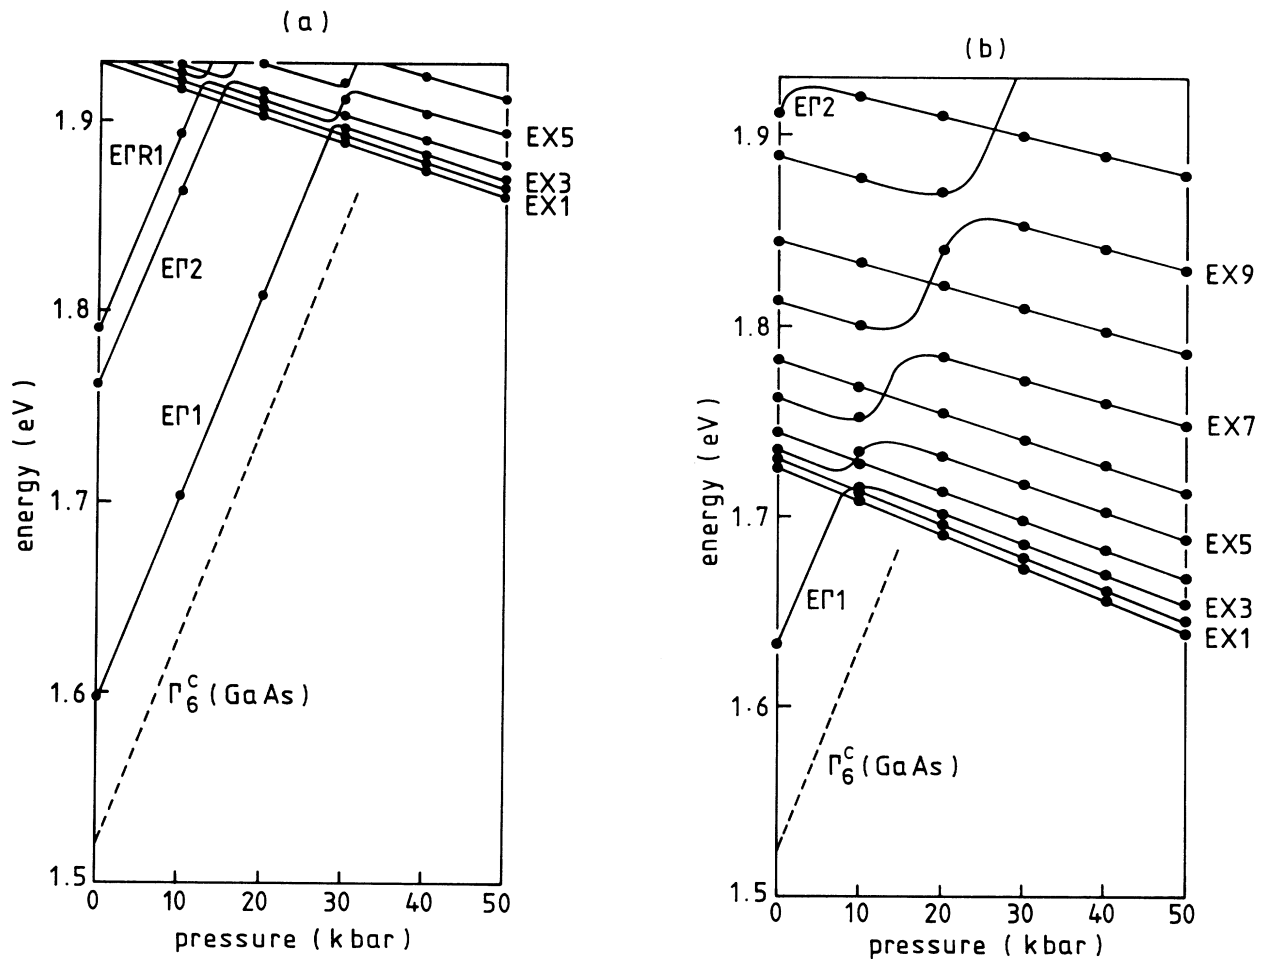 (a)
1.9
1.8
1.7
1.6
1.5
energy (eV)
EΓR1
EΓ2
EΓ1
Γ6c (GaAs)
EX5
EX3
EX1
0 10 20 30 40 50
pressure (kbar)
(b)
1.9
1.8
1.7
1.6
1.5
energy (eV)
EΓ2
EΓ1
Γ6c (GaAs)
EX9
EX7
EX5
EX3
EX1
0 10 20 30 40 50
pressure (kbar)